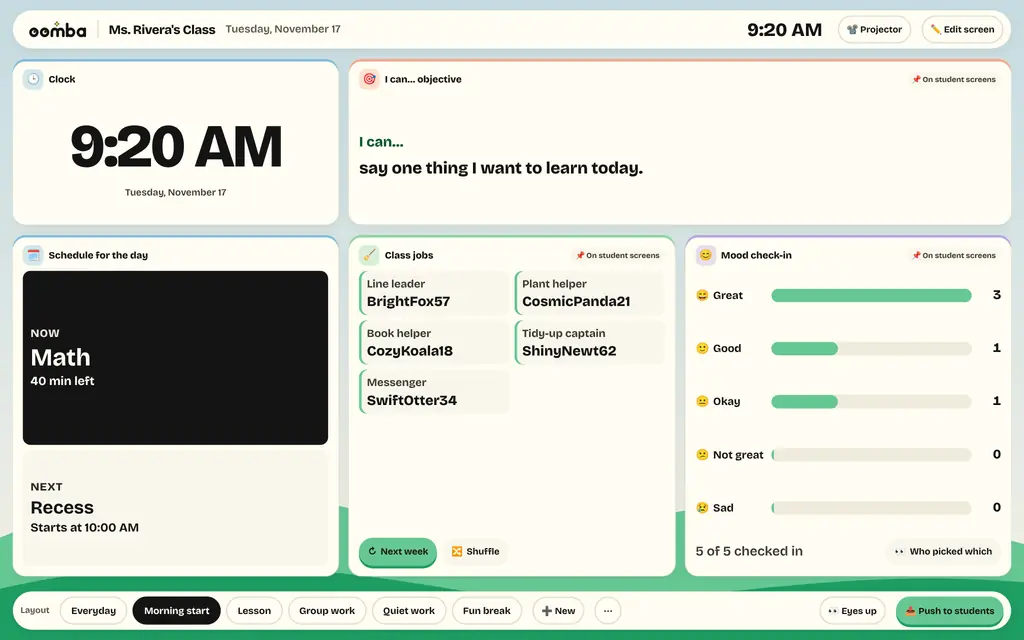 oomba
Ms. Rivera's Class
Tuesday, November 17
9:20 AM
Projector
Edit screen
Clock
9:20 AM
Tuesday, November 17
I can... objective
On student screens
I can...
say one thing I want to learn today.
Schedule for the day
NOW
Math
40 min left
NEXT
Recess
Starts at 10:00 AM
Class jobs
On student screens
Line leader
BrightFox57
Plant helper
CosmicPanda21
Book helper
CozyKoala18
Tidy-up captain
ShinyNewt62
Messenger
SwiftOtter34
Next week
Shuffle
Mood check-in
On student screens
Great 3
Good 1
Okay 1
Not great 0
Sad 0
5 of 5 checked in
Who picked which
Layout
Everyday
Morning start
Lesson
Group work
Quiet work
Fun break
New
...
Eyes up
Push to students